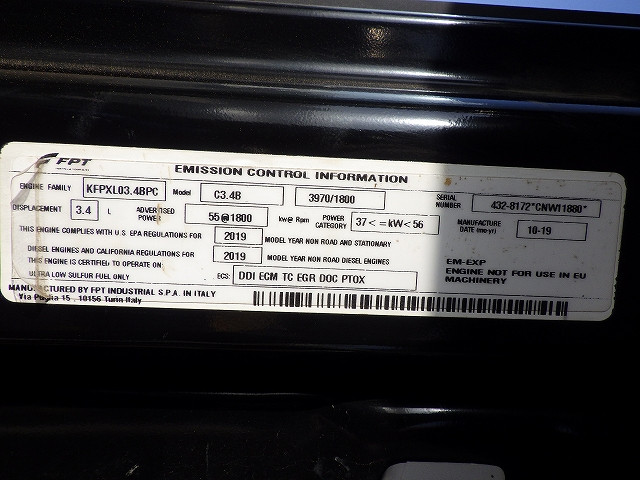 FPT
EMISSION CONTROL INFORMATION
ENGINE FAMILY KFPXL03.4BPC Model C3.4B 3970/1800 SERIAL NUMBER 432-8172*CNWI1880*
DISPLACEMENT 3.4 L ADVERTISED POWER 55@1800 kw@ Rpm POWER CATEGORY 37<=kW<56 MANUFACTURE DATE (mo-yr) 10-19
THIS ENGINE COMPLIES WITH U.S EPA REGULATIONS FOR 2019 MODEL YEAR NON ROAD AND STATIONARY
DIESEL ENGINES AND CALIFORNIA REGULATIONS FOR 2019 MODEL YEAR NON ROAD DIESEL ENGINES
THIS ENGINE IS CERTIFIED TO OPERATE ON
ULTRA LOW SULFUR FUEL ONLY ECS: DDI ECM TC EGR DOC PTOX
EM-EXP
ENGINE NOT FOR USE IN EU
MACHINERY
MANUFACTURED BY FPT INDUSTRIAL S.P.A. IN ITALY
Via Puglia 15 , 10156 Turin Italy